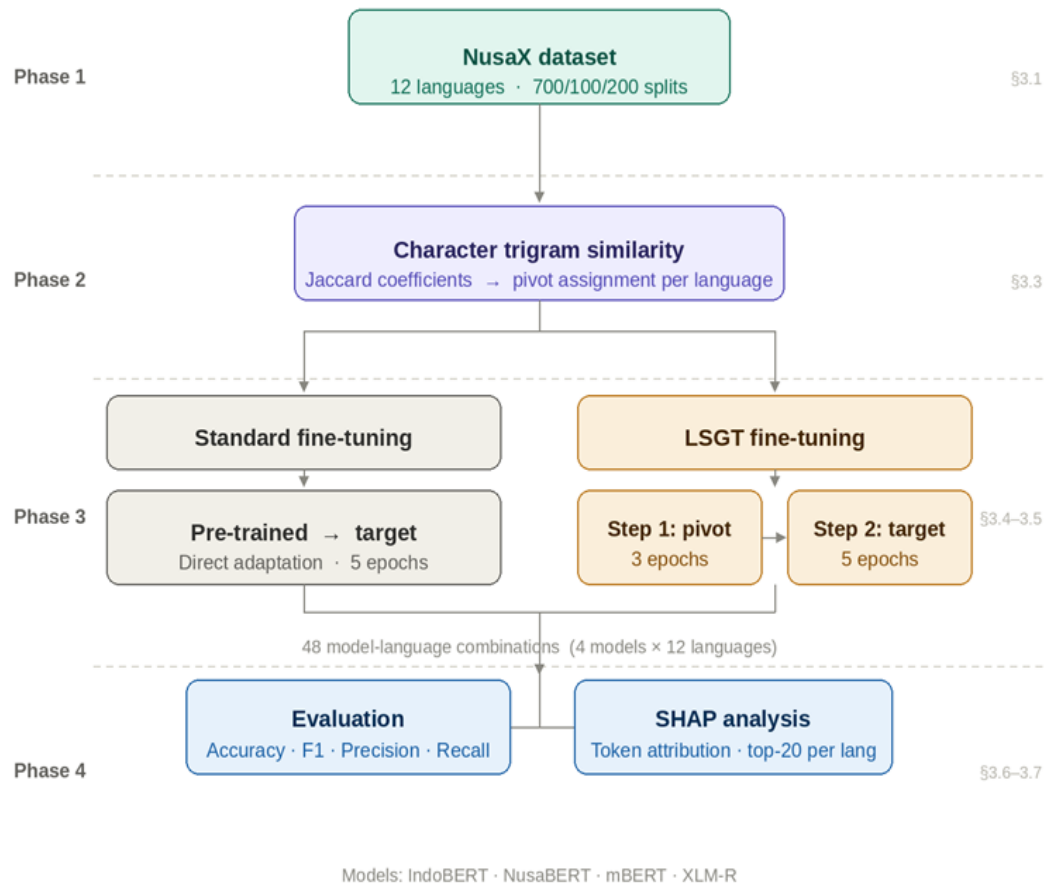 NusaX dataset
Phase 1
12 languages · 700/100/200 splits
§3.1
Character trigram similarity
Phase 2
Jaccard coefficients → pivot assignment per language
§3.3
Standard fine-tuning
LSGT fine-tuning
Phase 3
Pre-trained → target
Direct adaptation · 5 epochs
Step 1: pivot
3 epochs
Step 2: target
5 epochs
§3.4–3.5
48 model-language combinations (4 models × 12 languages)
Evaluation
Accuracy · F1 · Precision · Recall
SHAP analysis
Token attribution · top-20 per lang
Phase 4
§3.6–3.7
Models: IndoBERT · NusaBERT · mBERT · XLM-R